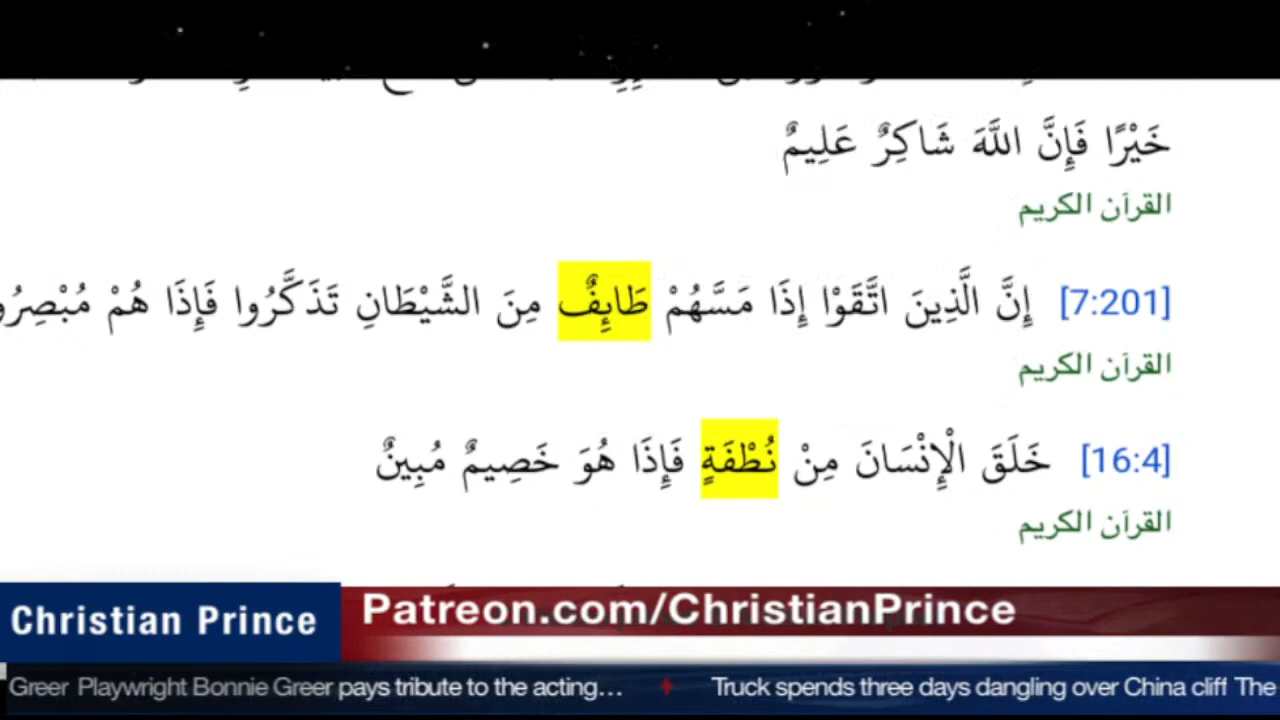 خَيْرًا فَإِنَّ اللَّهَ شَاكِرٌ عَلِيمٌ
القرآن الكريم
[7:201] إِنَّ الَّذِينَ اتَّقَوْا إِذَا مَسَّهُمْ طَائِفٌ مِنَ الشَّيْطَانِ تَذَكَّرُوا فَإِذَا هُمْ مُبْصِرُو
القرآن الكريم
[16:4] خَلَقَ الْإِنْسَانَ مِنْ نُطْفَةٍ فَإِذَا هُوَ خَصِيمٌ مُبِينٌ
القرآن الكريم
Christian Prince
Patreon.com/ChristianPrince
Greer Playwright Bonnie Greer pays tribute to the acting... Truck spends three days dangling over China cliff The